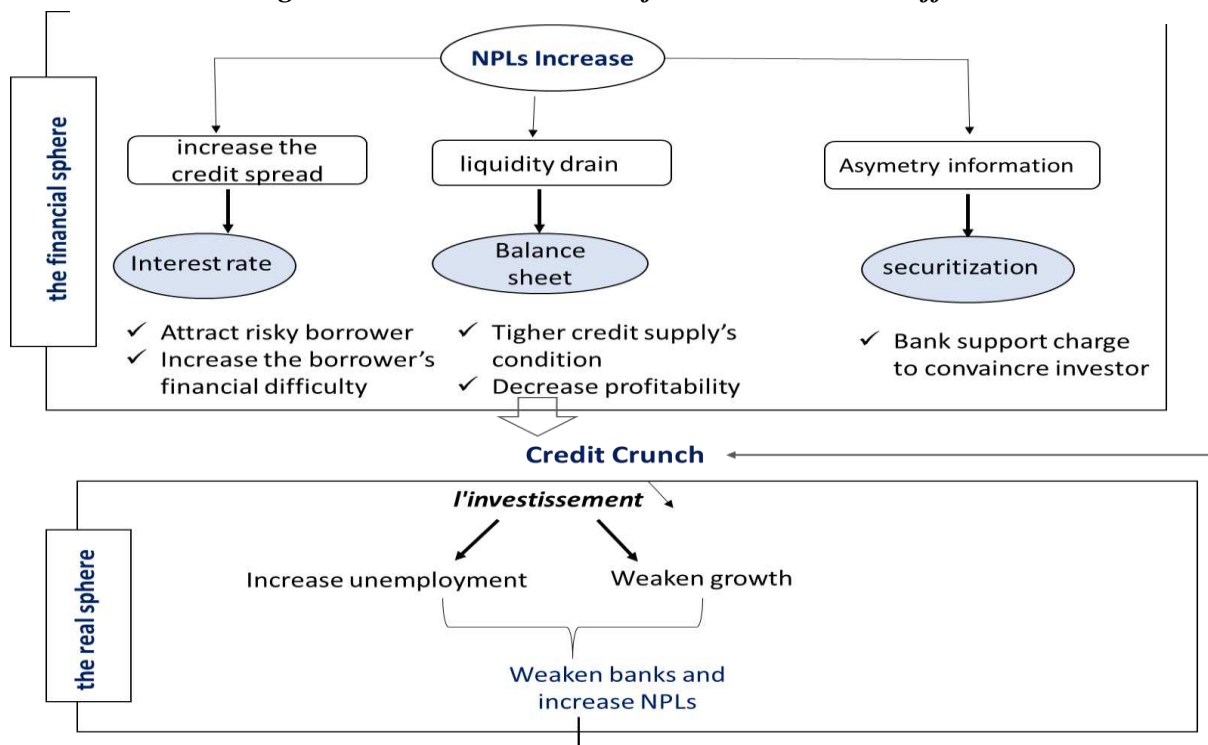 NPLs Increase
increase the
credit spread
liquidity drain
Asymetry information
Interest rate
Balance
sheet
securitization
✓ Attract risky borrower
✓ Increase the borrower's
financial difficulty
✓ Tigher credit supply's
condition
✓ Decrease profitability
✓ Bank support charge
to convaincre investor
the financial sphere
Credit Crunch
l'investissement
Increase unemployment
Weaken growth
Weaken banks and
increase NPLs
the real sphere